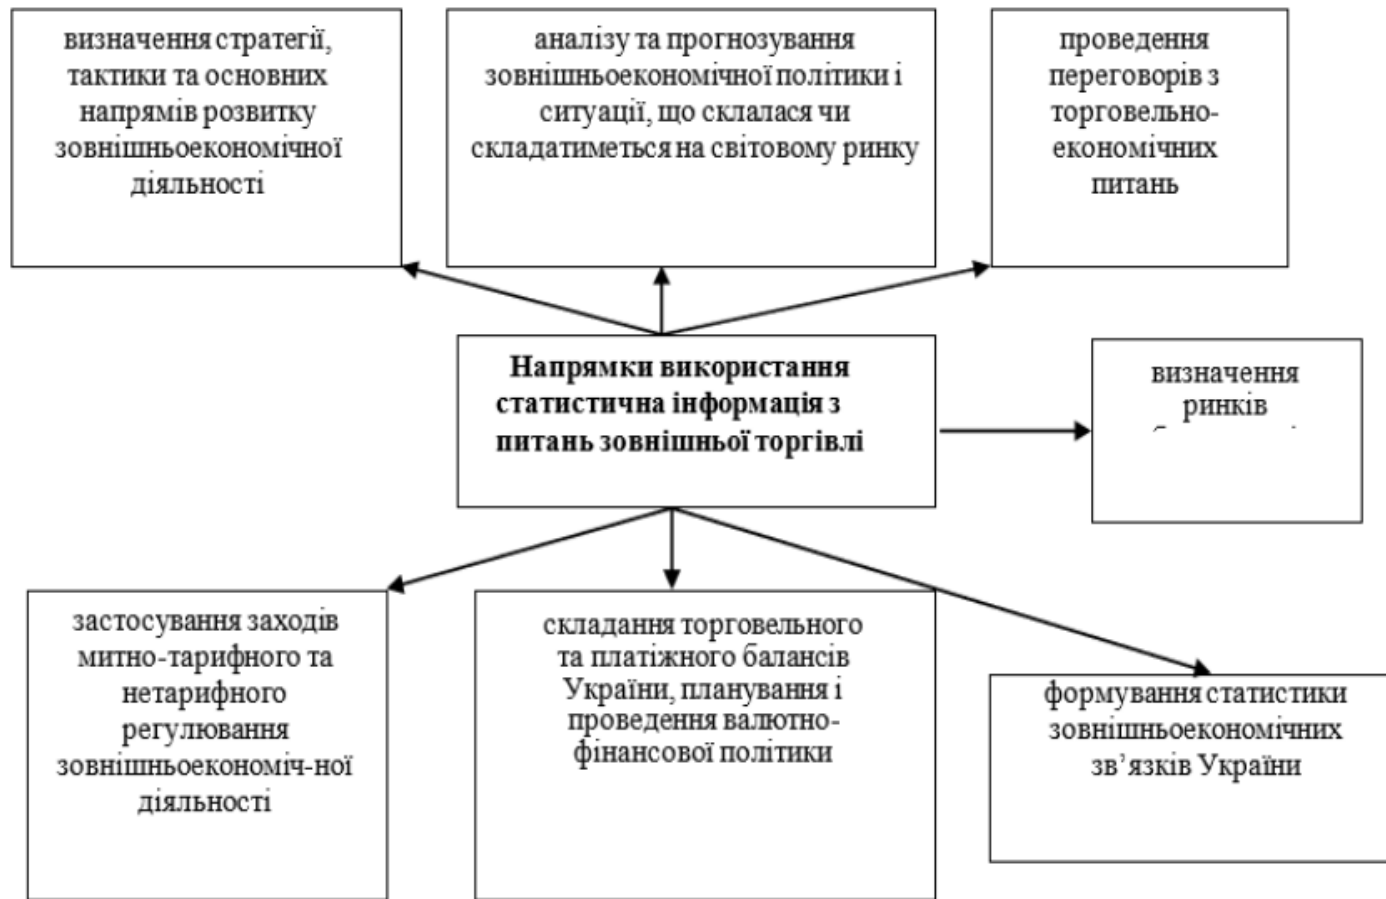 визначення стратегії,
тактики та основних
напрямів розвитку
зовнішньоекономічної
діяльності
аналізу та прогнозування
зовнішньоекономічної політики і
ситуації, що склалася чи
складатиметься на світовому ринку
проведення
переговорів з
торговельно-
економічних
питань
Напрямки використання
статистична інформація з
питань зовнішньої торгівлі
визначення
ринків
застосування заходів
митно-тарифного та
нетарифного
регулювання
зовнішньоекономіч-ної
діяльності
складання торговельного
та платіжного балансів
України, планування і
проведення валютно-
фінансової політики
формування статистики
зовнішньоекономічних
зв’язків України